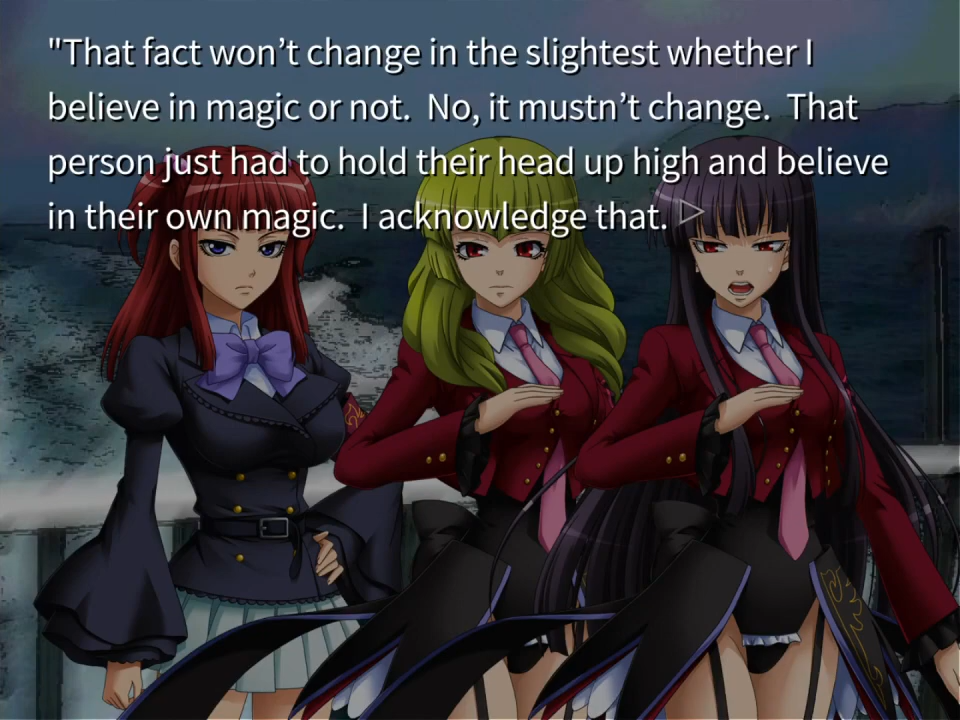 "That fact won’t change in the slightest whether I
believe in magic or not.  No, it mustn’t change.  That
person just had to hold their head up high and believe
in their own magic.  I acknowledge that.